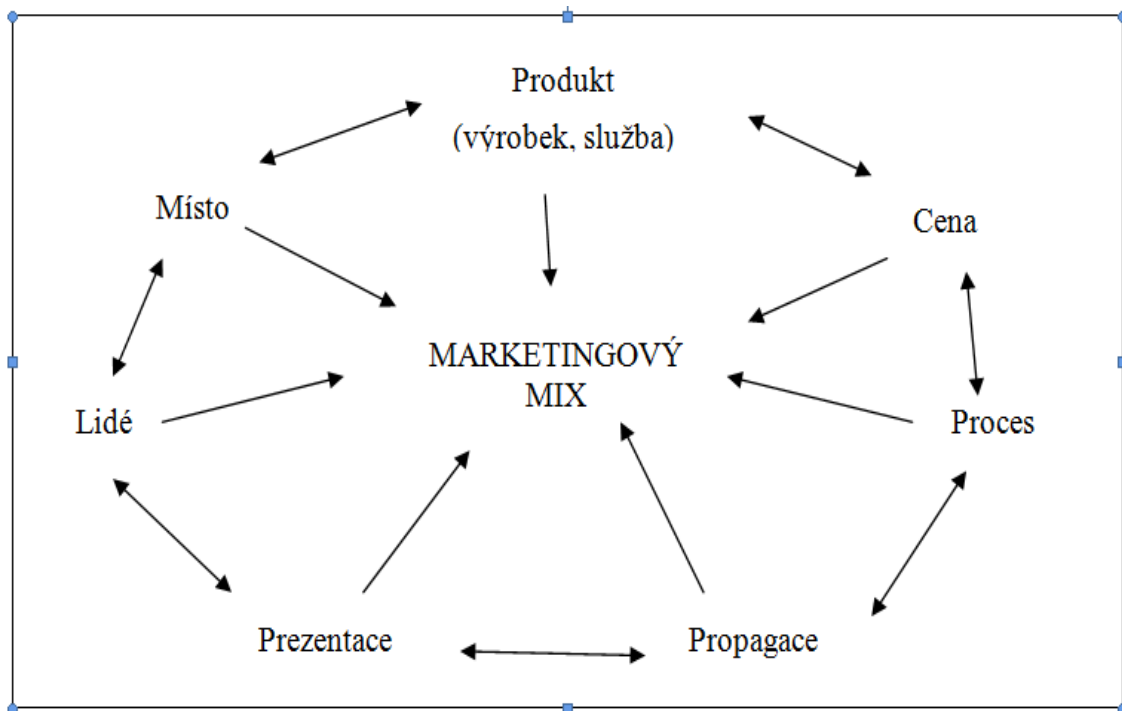 Produkt
(výrobek, služba)
Místo
Cena
MARKETINGOVÝ
MIX
Lidé
Proces
Prezentace
Propagace